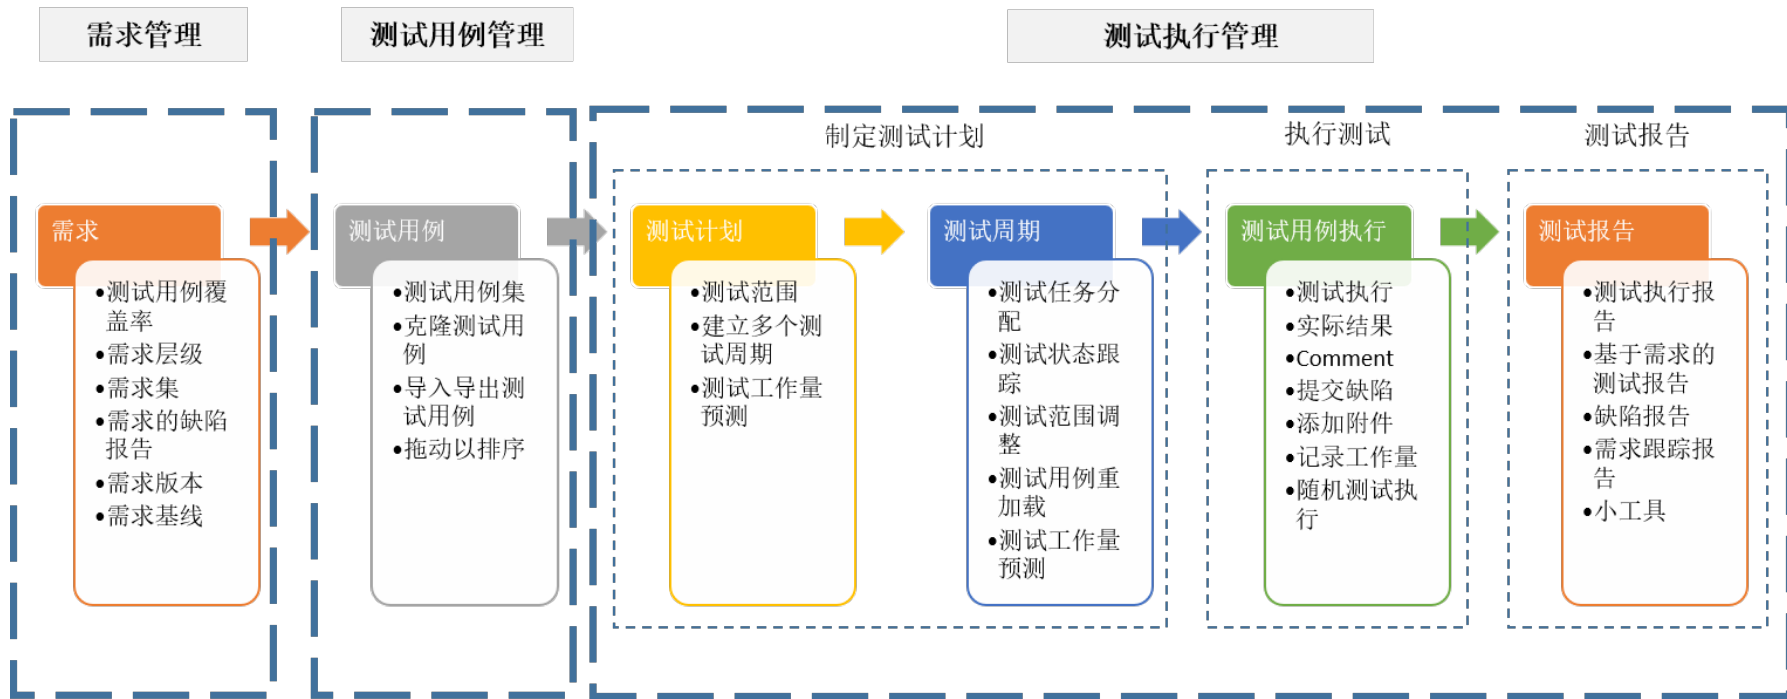 需求管理
测试用例管理
测试执行管理
制定测试计划
执行测试
测试报告
需求
•测试用例覆
盖率
•需求层级
•需求集
•需求的缺陷
报告
•需求版本
•需求基线
测试用例
•测试用例集
•克隆测试用
例
•导入导出测
试用例
•拖动以排序
测试计划
•测试范围
•建立多个测
试周期
•测试工作量
预测
测试周期
•测试任务分
配
•测试状态跟
踪
•测试范围调
整
•测试用例重
加载
•测试工作量
预测
测试用例执行
•测试执行
•实际结果
•Comment
•提交缺陷
•添加附件
•记录工作量
•随机测试执
行
测试报告
•测试执行报
告
•基于需求的
测试报告
•缺陷报告
•需求跟踪报
告
•小工具